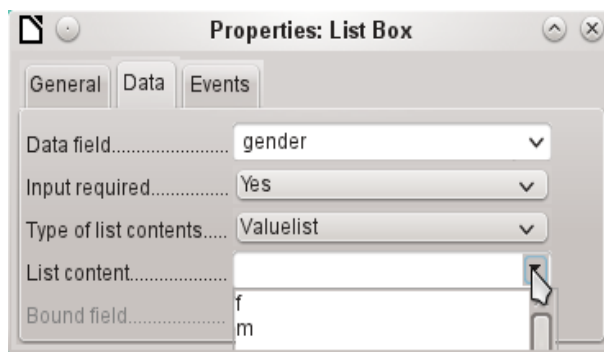 Properties: List Box
General Data Events
Data field....................... gender
Input required................ Yes
Type of list contents..... Valuelist
List content....................
f
m
Bound field....................